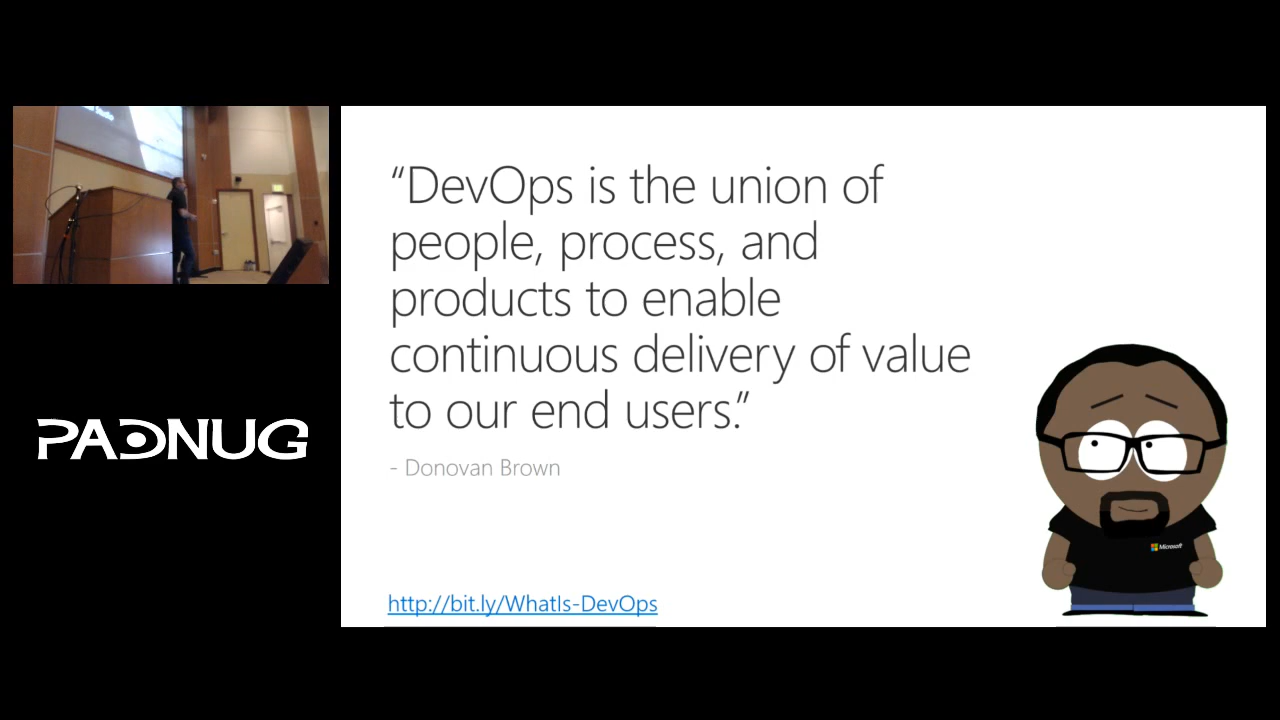 “DevOps is the union of
people, process, and
products to enable
continuous delivery of value
to our end users.”
- Donovan Brown
http://bit.ly/WhatIs-DevOps
PADNUG
Microsoft